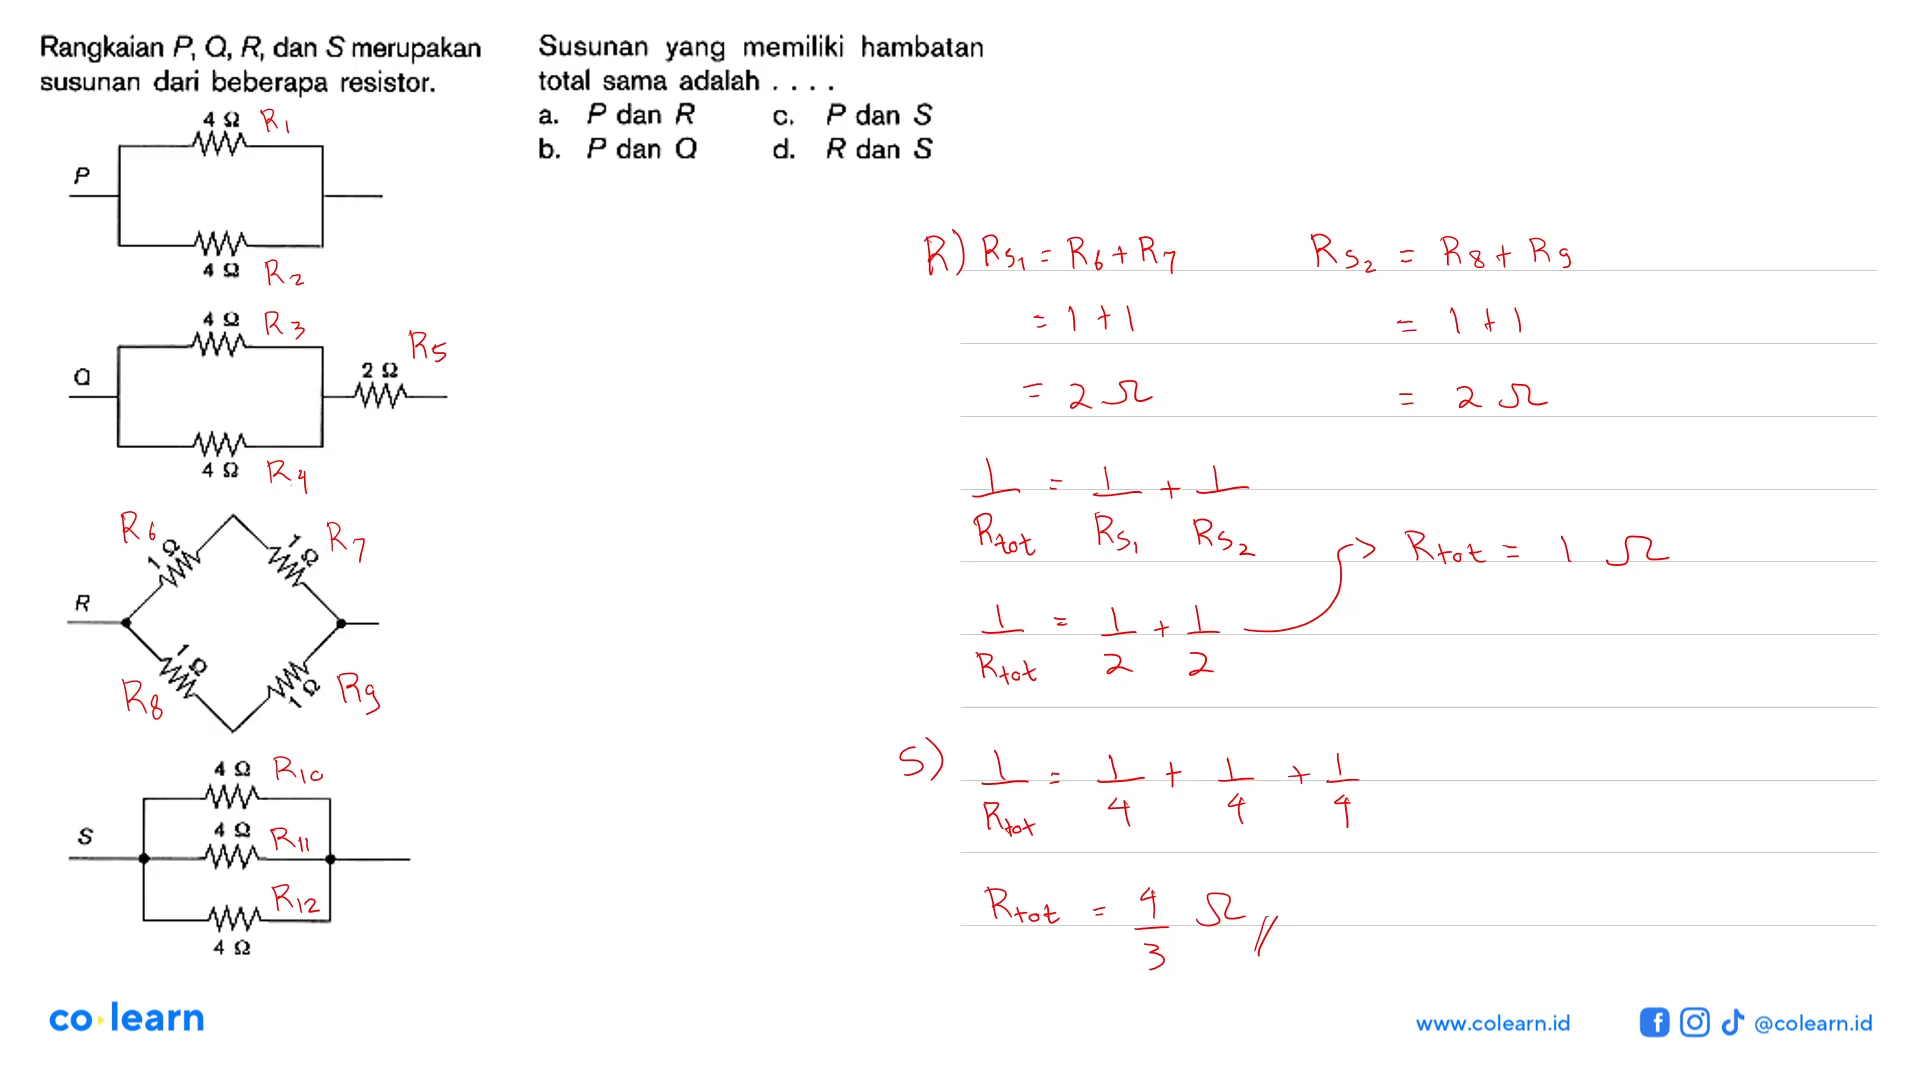 Rangkaian P, Q, R, dan S merupakan
susunan dari beberapa resistor.
4 Ω R1
P
4 Ω R2
4 Ω R3
R5
Q
2 Ω
4 Ω R4
R6 1 Ω 1 Ω R7
R
R8 1 Ω 1 Ω R9
4 Ω R10
S 4 Ω R11
R12
4 Ω
Susunan yang memiliki hambatan
total sama adalah . . . .
a. P dan R c. P dan S
b. P dan Q d. R dan S
R) Rs1 = R6 + R7 Rs2 = R8 + R9
= 1 + 1 = 1 + 1
= 2 Ω = 2 Ω
1/Rtot = 1/Rs1 + 1/Rs2
1/Rtot = 1/2 + 1/2 → Rtot = 1 Ω
S) 1/Rtot = 1/4 + 1/4 + 1/4
Rtot = 4/3 Ω //
co learn
www.colearn.id @colearn.id